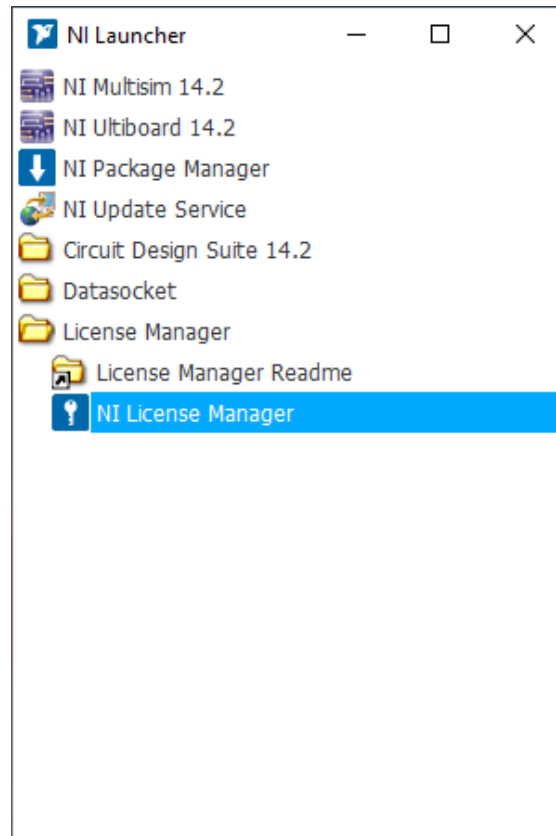 NI Launcher
NI Multisim 14.2
NI Ultiboard 14.2
NI Package Manager
NI Update Service
Circuit Design Suite 14.2
Datasocket
License Manager
License Manager Readme
NI License Manager